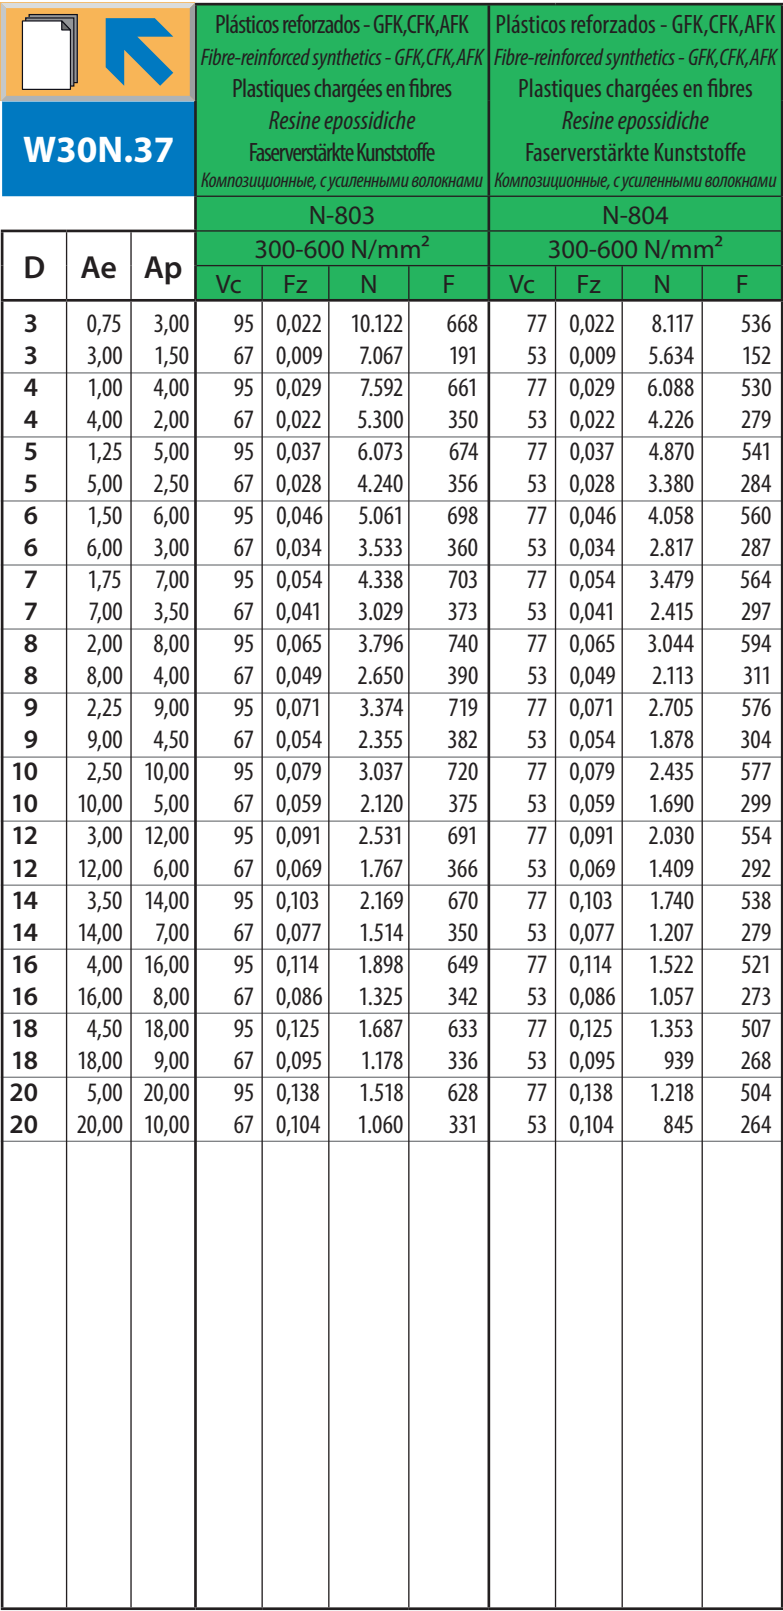 Plásticos reforzados - GFK,CFK,AFK Plásticos reforzados - GFK,CFK,AFK
Fibre-reinforced synthetics - GFK,CFK,AFK Fibre-reinforced synthetics - GFK,CFK,AFK
Plastiques chargées en fibres Plastiques chargées en fibres
Resine epossidiche Resine epossidiche
W30N.37 Faserverstärkte Kunststoffe Faserverstärkte Kunststoffe
Композиционные, с усиленными волокнами Композиционные, с усиленными волокнами
N-803 N-804
300-600 N/mm² 300-600 N/mm²
D Ae Ap Vc Fz N F Vc Fz N F
3 0,75 3,00 95 0,022 10.122 668 77 0,022 8.117 536
3 3,00 1,50 67 0,009 7.067 191 53 0,009 5.634 152
4 1,00 4,00 95 0,029 7.592 661 77 0,029 6.088 530
4 4,00 2,00 67 0,022 5.300 350 53 0,022 4.226 279
5 1,25 5,00 95 0,037 6.073 674 77 0,037 4.870 541
5 5,00 2,50 67 0,028 4.240 356 53 0,028 3.380 284
6 1,50 6,00 95 0,046 5.061 698 77 0,046 4.058 560
6 6,00 3,00 67 0,034 3.533 360 53 0,034 2.817 287
7 1,75 7,00 95 0,054 4.338 703 77 0,054 3.479 564
7 7,00 3,50 67 0,041 3.029 373 53 0,041 2.415 297
8 2,00 8,00 95 0,065 3.796 740 77 0,065 3.044 594
8 8,00 4,00 67 0,049 2.650 390 53 0,049 2.113 311
9 2,25 9,00 95 0,071 3.374 719 77 0,071 2.705 576
9 9,00 4,50 67 0,054 2.355 382 53 0,054 1.878 304
10 2,50 10,00 95 0,079 3.037 720 77 0,079 2.435 577
10 10,00 5,00 67 0,059 2.120 375 53 0,059 1.690 299
12 3,00 12,00 95 0,091 2.531 691 77 0,091 2.030 554
12 12,00 6,00 67 0,069 1.767 366 53 0,069 1.409 292
14 3,50 14,00 95 0,103 2.169 670 77 0,103 1.740 538
14 14,00 7,00 67 0,077 1.514 350 53 0,077 1.207 279
16 4,00 16,00 95 0,114 1.898 649 77 0,114 1.522 521
16 16,00 8,00 67 0,086 1.325 342 53 0,086 1.057 273
18 4,50 18,00 95 0,125 1.687 633 77 0,125 1.353 507
18 18,00 9,00 67 0,095 1.178 336 53 0,095 939 268
20 5,00 20,00 95 0,138 1.518 628 77 0,138 1.218 504
20 20,00 10,00 67 0,104 1.060 331 53 0,104 845 264